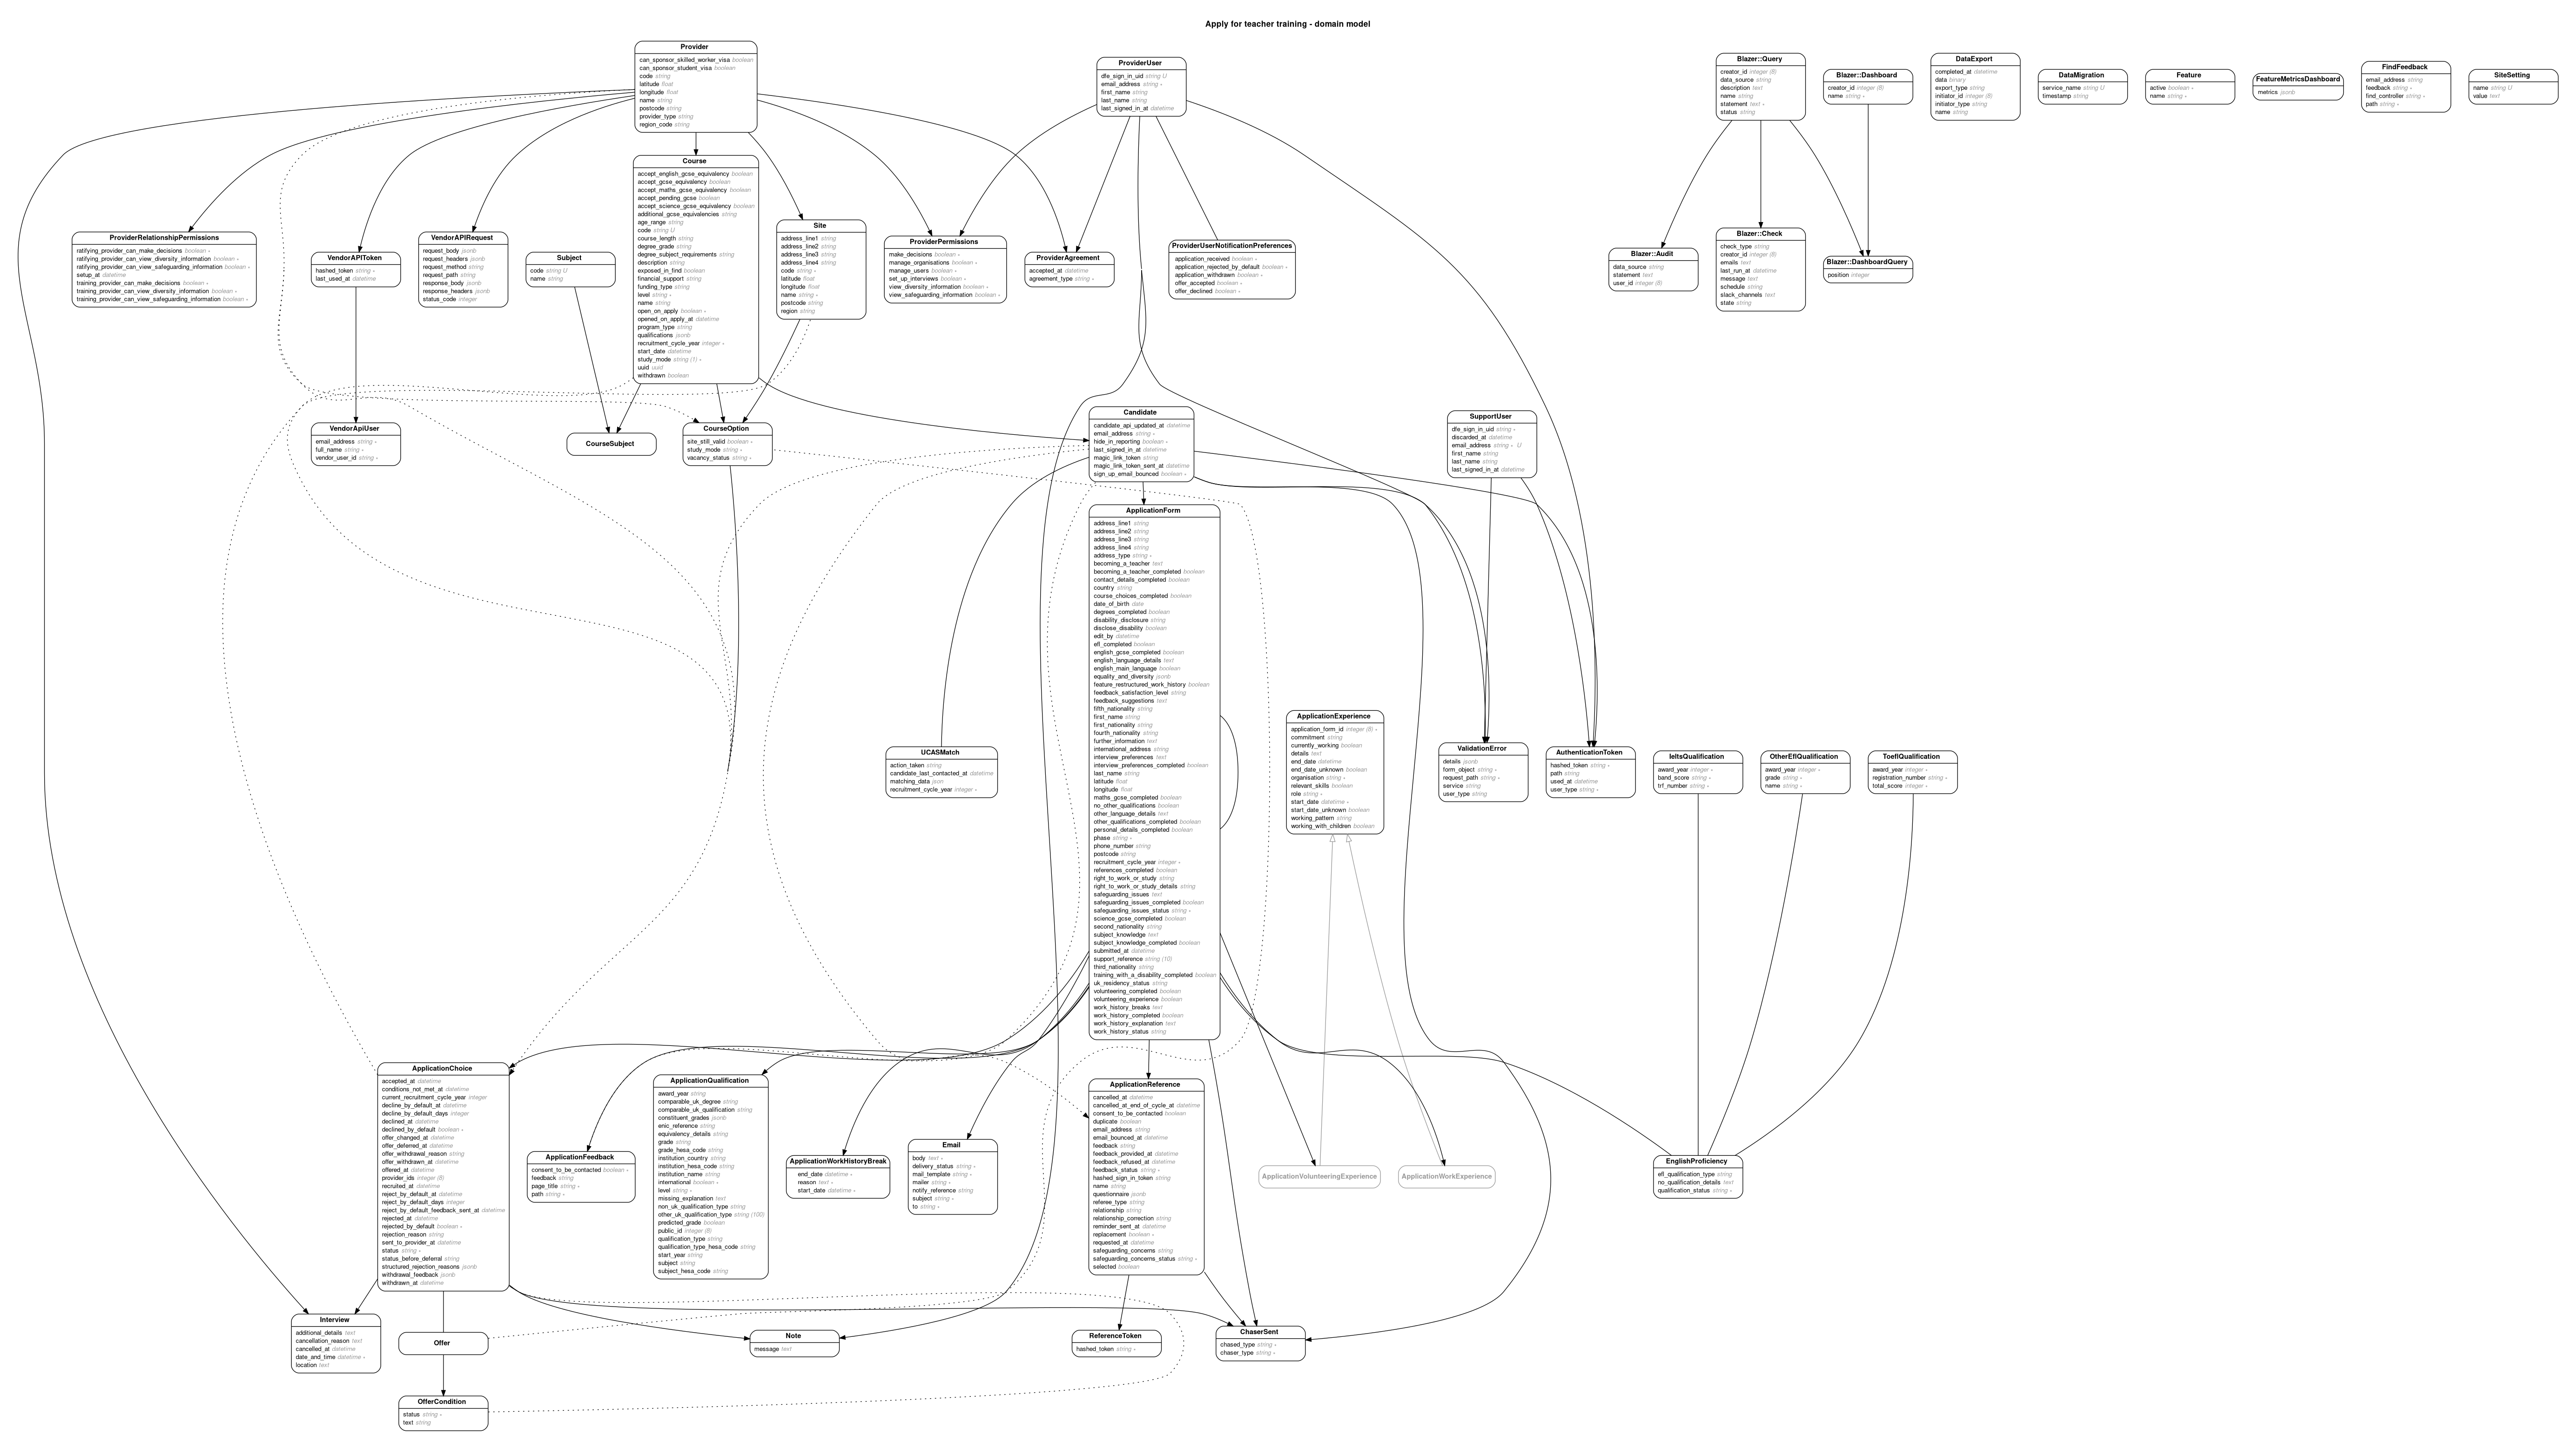 Apply for teacher training - domain model
Provider
can_sponsor_skilled_worker_visa boolean
can_sponsor_student_visa boolean
code string
latitude float
longitude float
name string
postcode string
provider_type string
region_code string
ProviderUser
dfe_sign_in_uid string U
email_address string ∗
first_name string
last_name string
last_signed_in_at datetime
Blazer::Query
creator_id integer (8)
data_source string
description text
name string
statement text ∗
status string
Blazer::Dashboard
creator_id integer (8)
name string ∗
DataExport
completed_at datetime
data binary
export_type string
initiator_id integer (8)
initiator_type string
name string
DataMigration
service_name string U
timestamp string
Feature
active boolean ∗
name string ∗
FeatureMetricsDashboard
metrics jsonb
FindFeedback
email_address string
feedback string ∗
find_controller string ∗
path string ∗
SiteSetting
name string U
value text
Course
accept_english_gcse_equivalency boolean
accept_gcse_equivalency boolean
accept_maths_gcse_equivalency boolean
accept_pending_gcse boolean
accept_science_gcse_equivalency boolean
additional_gcse_equivalencies string
age_range string
code string U
course_length string
degree_grade string
degree_subject_requirements string
description string
exposed_in_find boolean
financial_support string
funding_type string
level string ∗
name string
open_on_apply boolean ∗
opened_on_apply_at datetime
program_type string
qualifications jsonb
recruitment_cycle_year integer ∗
start_date datetime
study_mode string (1) ∗
uuid uuid
withdrawn boolean
ProviderRelationshipPermissions
ratifying_provider_can_make_decisions boolean ∗
ratifying_provider_can_view_diversity_information boolean ∗
ratifying_provider_can_view_safeguarding_information boolean ∗
setup_at datetime
training_provider_can_make_decisions boolean ∗
training_provider_can_view_diversity_information boolean ∗
training_provider_can_view_safeguarding_information boolean ∗
VendorAPIToken
hashed_token string ∗
last_used_at datetime
VendorAPIRequest
request_body jsonb
request_headers jsonb
request_method string
request_path string
response_body jsonb
response_headers jsonb
status_code integer
Subject
code string U
name string
Site
address_line1 string
address_line2 string
address_line3 string
address_line4 string
code string ∗
latitude float
longitude float
name string ∗
postcode string
region string
ProviderPermissions
make_decisions boolean ∗
manage_organisations boolean ∗
manage_users boolean ∗
set_up_interviews boolean ∗
view_diversity_information boolean ∗
view_safeguarding_information boolean ∗
ProviderAgreement
accepted_at datetime
agreement_type string ∗
ProviderUserNotificationPreferences
application_received boolean ∗
application_rejected_by_default boolean ∗
application_withdrawn boolean ∗
offer_accepted boolean ∗
offer_declined boolean ∗
Blazer::Audit
data_source string
statement text
user_id integer (8)
Blazer::Check
check_type string
creator_id integer (8)
emails text
last_run_at datetime
message text
schedule string
slack_channels text
state string
Blazer::DashboardQuery
position integer
VendorApiUser
email_address string ∗
full_name string ∗
vendor_user_id string ∗
CourseSubject
CourseOption
site_still_valid boolean ∗
study_mode string ∗
vacancy_status string ∗
Candidate
candidate_api_updated_at datetime
email_address string ∗
hide_in_reporting boolean ∗
last_signed_in_at datetime
magic_link_token string
magic_link_token_sent_at datetime
sign_up_email_bounced boolean ∗
SupportUser
dfe_sign_in_uid string ∗
discarded_at datetime
email_address string ∗ U
first_name string
last_name string
last_signed_in_at datetime
ApplicationForm
address_line1 string
address_line2 string
address_line3 string
address_line4 string
address_type string ∗
becoming_a_teacher text
becoming_a_teacher_completed boolean
contact_details_completed boolean
country string
course_choices_completed boolean
date_of_birth date
degrees_completed boolean
disability_disclosure string
disclose_disability boolean
edit_by datetime
efl_completed boolean
english_gcse_completed boolean
english_language_details text
english_main_language boolean
equality_and_diversity jsonb
feature_restructured_work_history boolean
feedback_satisfaction_level string
feedback_suggestions text
fifth_nationality string
first_name string
first_nationality string
fourth_nationality string
further_information text
international_address string
interview_preferences text
interview_preferences_completed boolean
last_name string
latitude float
longitude float
maths_gcse_completed boolean
no_other_qualifications boolean
other_language_details text
other_qualifications_completed boolean
personal_details_completed boolean
phase string ∗
phone_number string
postcode string
recruitment_cycle_year integer ∗
references_completed boolean
right_to_work_or_study string
right_to_work_or_study_details string
safeguarding_issues text
safeguarding_issues_completed boolean
safeguarding_issues_status string ∗
science_gcse_completed boolean
second_nationality string
subject_knowledge text
subject_knowledge_completed boolean
submitted_at datetime
support_reference string (10)
third_nationality string
training_with_a_disability_completed boolean
uk_residency_status string
volunteering_completed boolean
volunteering_experience boolean
work_history_breaks text
work_history_completed boolean
work_history_explanation text
work_history_status string
UCASMatch
action_taken string
candidate_last_contacted_at datetime
matching_data json
recruitment_cycle_year integer ∗
ApplicationExperience
application_form_id integer (8) ∗
commitment string
currently_working boolean
details text
end_date datetime
end_date_unknown boolean
organisation string ∗
relevant_skills boolean
role string ∗
start_date datetime ∗
start_date_unknown boolean
working_pattern string
working_with_children boolean
ValidationError
details jsonb
form_object string ∗
request_path string ∗
service string
user_type string
AuthenticationToken
hashed_token string ∗
path string
used_at datetime
user_type string ∗
IeltsQualification
award_year integer ∗
band_score string ∗
trf_number string ∗
OtherEflQualification
award_year integer ∗
grade string ∗
name string ∗
ToeflQualification
award_year integer ∗
registration_number string ∗
total_score integer ∗
ApplicationChoice
accepted_at datetime
conditions_not_met_at datetime
current_recruitment_cycle_year integer
decline_by_default_at datetime
decline_by_default_days integer
declined_at datetime
declined_by_default boolean ∗
offer_changed_at datetime
offer_deferred_at datetime
offer_withdrawal_reason string
offer_withdrawn_at datetime
offered_at datetime
provider_ids integer (8)
recruited_at datetime
reject_by_default_at datetime
reject_by_default_days integer
reject_by_default_feedback_sent_at datetime
rejected_at datetime
rejected_by_default boolean ∗
rejection_reason string
sent_to_provider_at datetime
status string ∗
status_before_deferral string
structured_rejection_reasons jsonb
withdrawal_feedback jsonb
withdrawn_at datetime
ApplicationFeedback
consent_to_be_contacted boolean ∗
feedback string
page_title string ∗
path string ∗
ApplicationQualification
award_year string
comparable_uk_degree string
comparable_uk_qualification string
constituent_grades jsonb
enic_reference string
equivalency_details string
grade string
grade_hesa_code string
institution_country string
institution_hesa_code string
institution_name string
international boolean ∗
level string ∗
missing_explanation text
non_uk_qualification_type string
other_uk_qualification_type string (100)
predicted_grade boolean
public_id integer (8)
qualification_type string
qualification_type_hesa_code string
start_year string
subject string
subject_hesa_code string
ApplicationWorkHistoryBreak
end_date datetime ∗
reason text ∗
start_date datetime ∗
Email
body text ∗
delivery_status string ∗
mail_template string ∗
mailer string ∗
notify_reference string
subject string ∗
to string ∗
ApplicationReference
cancelled_at datetime
cancelled_at_end_of_cycle_at datetime
consent_to_be_contacted boolean
duplicate boolean
email_address string
email_bounced_at datetime
feedback string
feedback_provided_at datetime
feedback_refused_at datetime
feedback_status string ∗
hashed_sign_in_token string
name string
questionnaire jsonb
referee_type string
relationship string
relationship_correction string
reminder_sent_at datetime
replacement boolean ∗
requested_at datetime
safeguarding_concerns string
safeguarding_concerns_status string ∗
selected boolean
ApplicationVolunteeringExperience
ApplicationWorkExperience
EnglishProficiency
efl_qualification_type string
no_qualification_details text
qualification_status string ∗
Interview
additional_details text
cancellation_reason text
cancelled_at datetime
date_and_time datetime ∗
location text
Offer
Note
message text
ReferenceToken
hashed_token string ∗
ChaserSent
chased_type string ∗
chaser_type string ∗
OfferCondition
status string ∗
text string